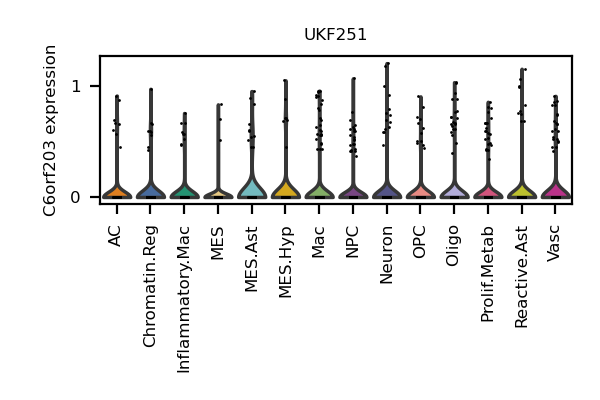 UKF251
C6orf203 expression
1
0
AC
Chromatin.Reg
Inflammatory.Mac
MES
MES.Ast
MES.Hyp
Mac
NPC
Neuron
OPC
Oligo
Prolif.Metab
Reactive.Ast
Vasc